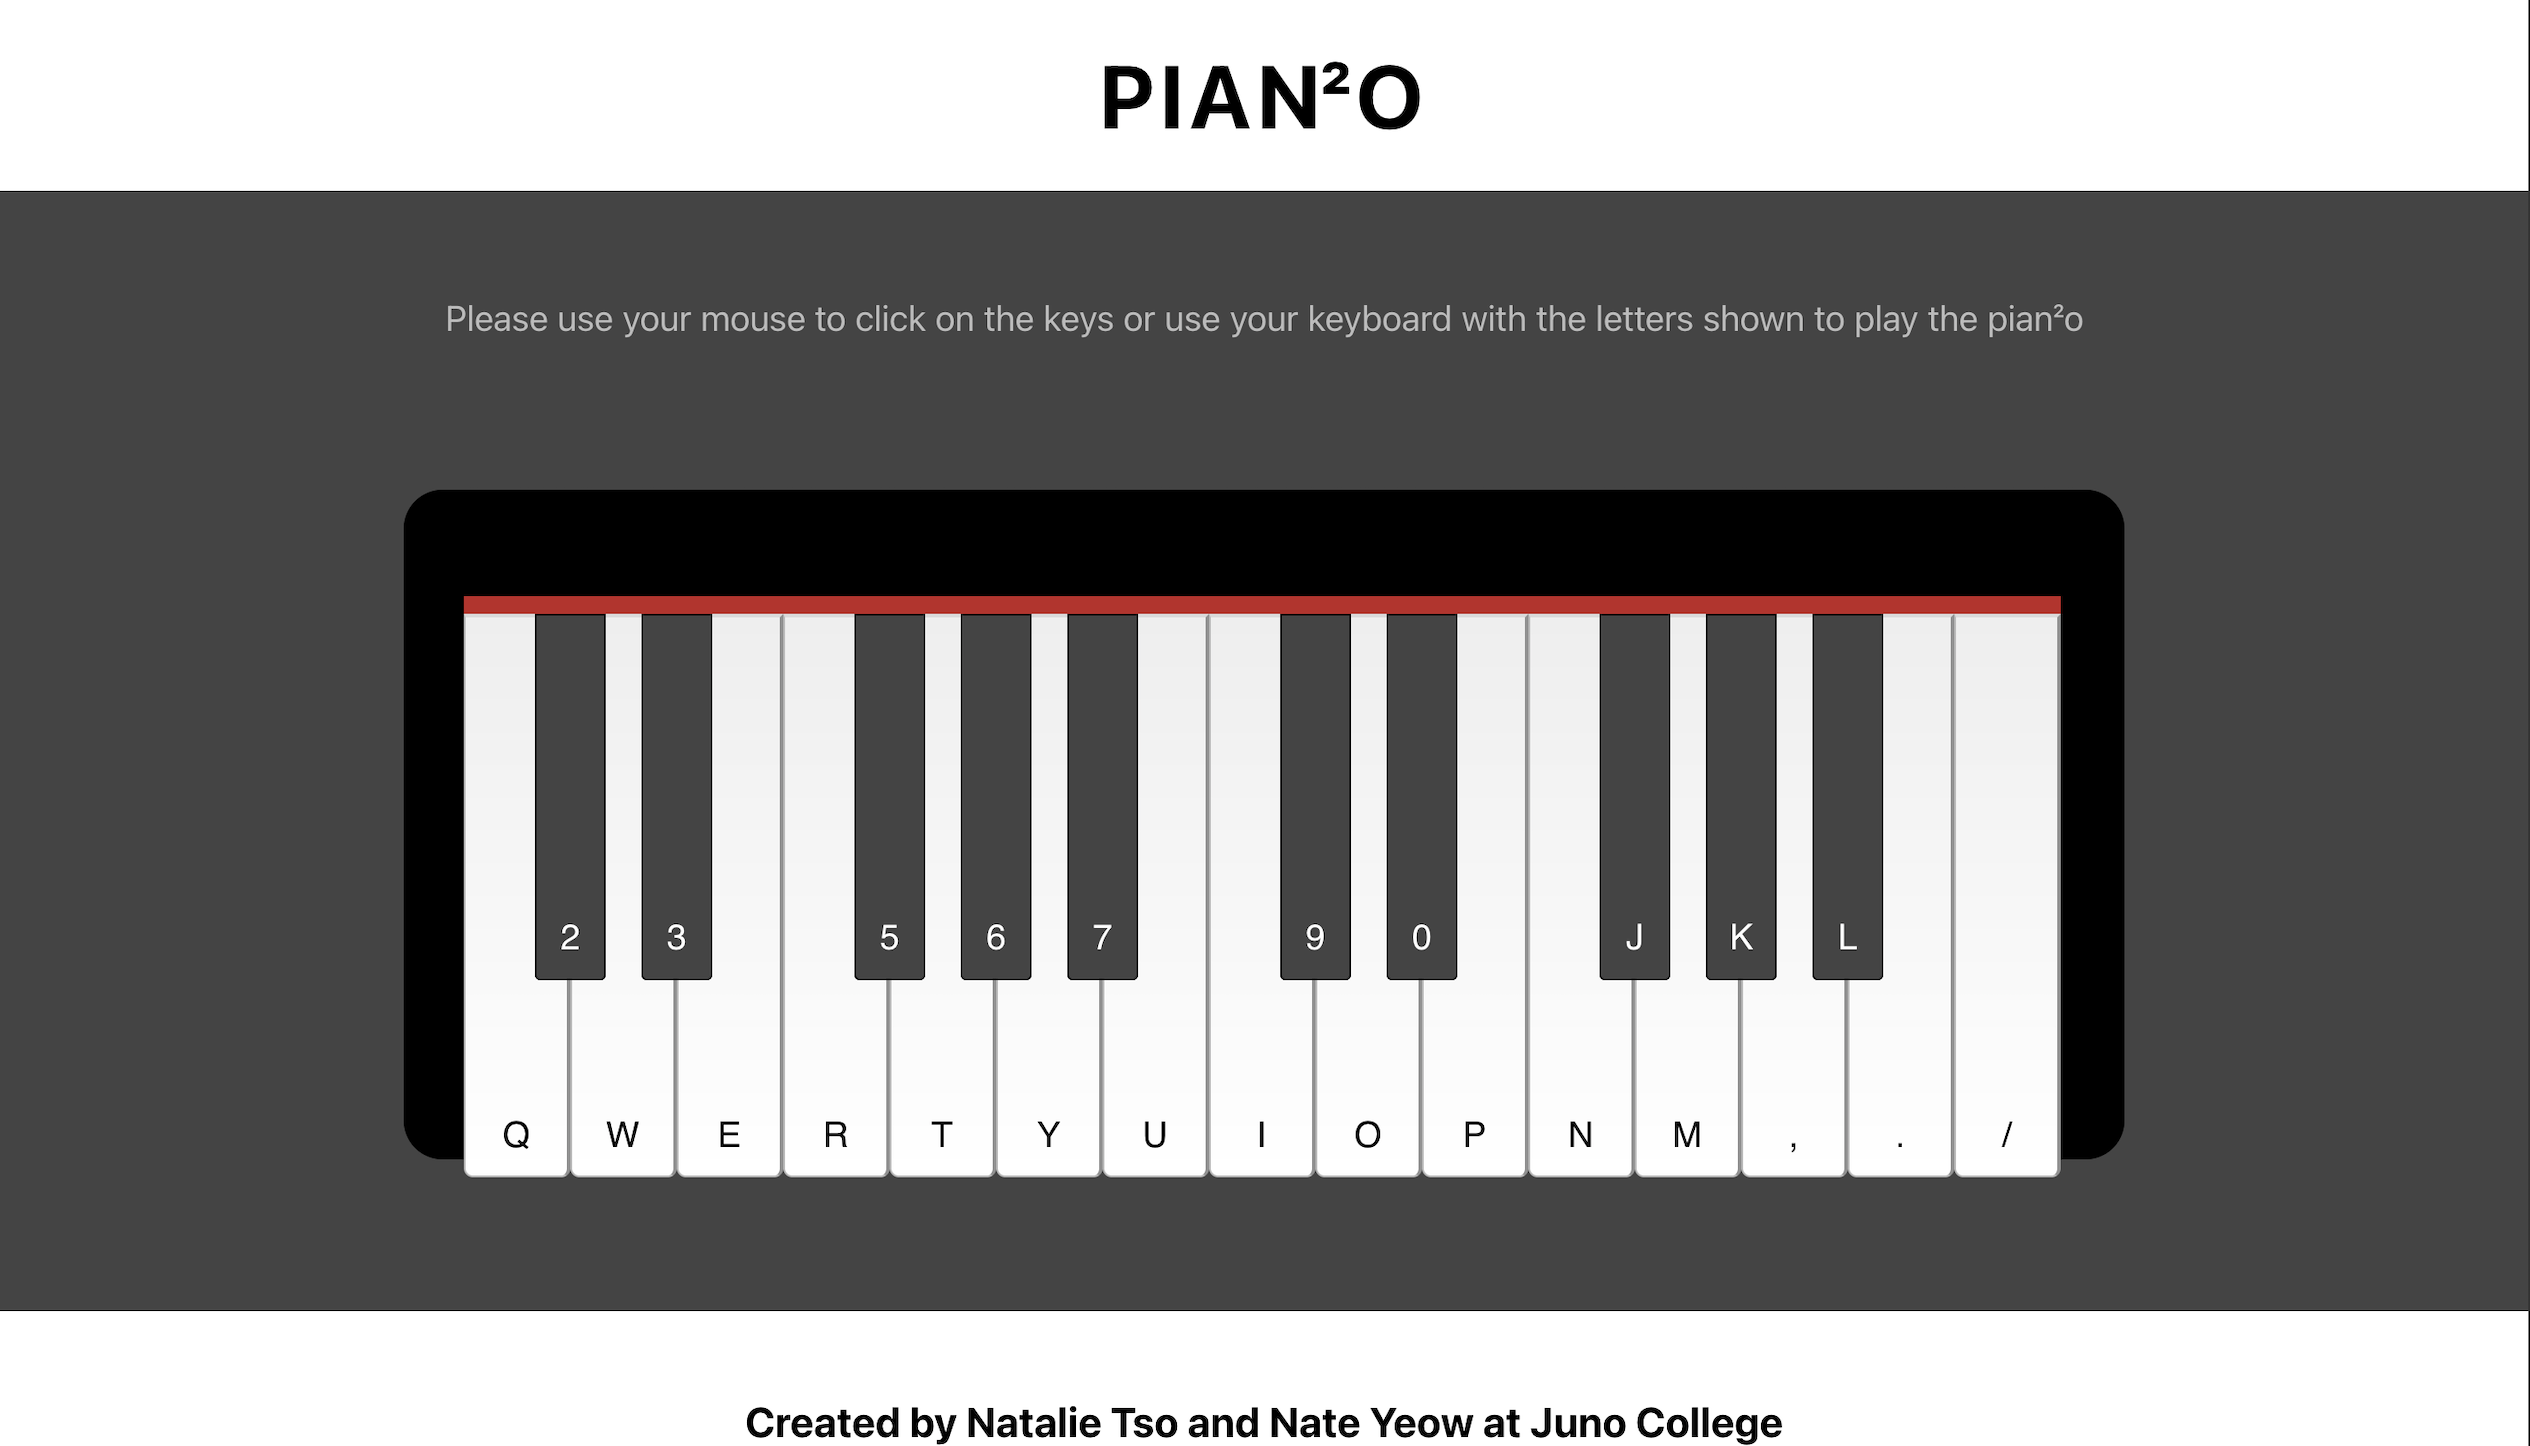 PIAN²O
Please use your mouse to click on the keys or use your keyboard with the letters shown to play the pian²o
2 3 5 6 7 9 0 J K L
Q W E R T Y U I O P N M , . /
Created by Natalie Tso and Nate Yeow at Juno College